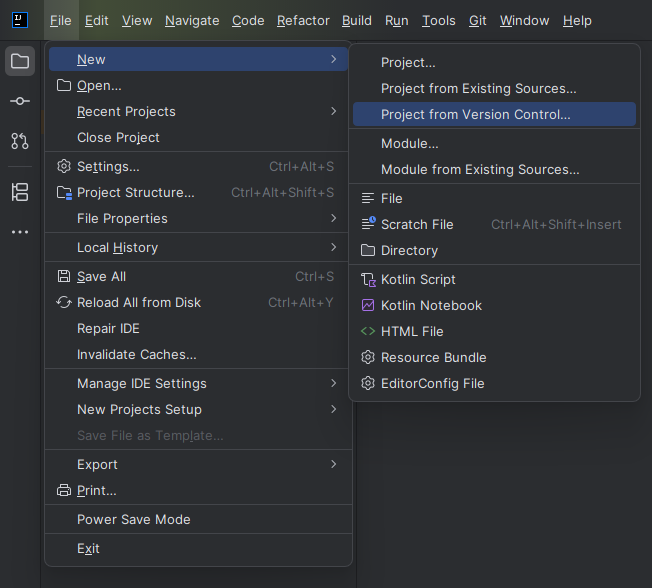 IJ
File Edit View Navigate Code Refactor Build Run Tools Git Window Help
New
Open...
Recent Projects
Close Project
Settings... Ctrl+Alt+S
Project Structure... Ctrl+Alt+Shift+S
File Properties
Local History
Save All Ctrl+S
Reload All from Disk Ctrl+Alt+Y
Repair IDE
Invalidate Caches...
Manage IDE Settings
New Projects Setup
Save File as Template...
Export
Print...
Power Save Mode
Exit
Project...
Project from Existing Sources...
Project from Version Control...
Module...
Module from Existing Sources...
File
Scratch File Ctrl+Alt+Shift+Insert
Directory
Kotlin Script
Kotlin Notebook
HTML File
Resource Bundle
EditorConfig File